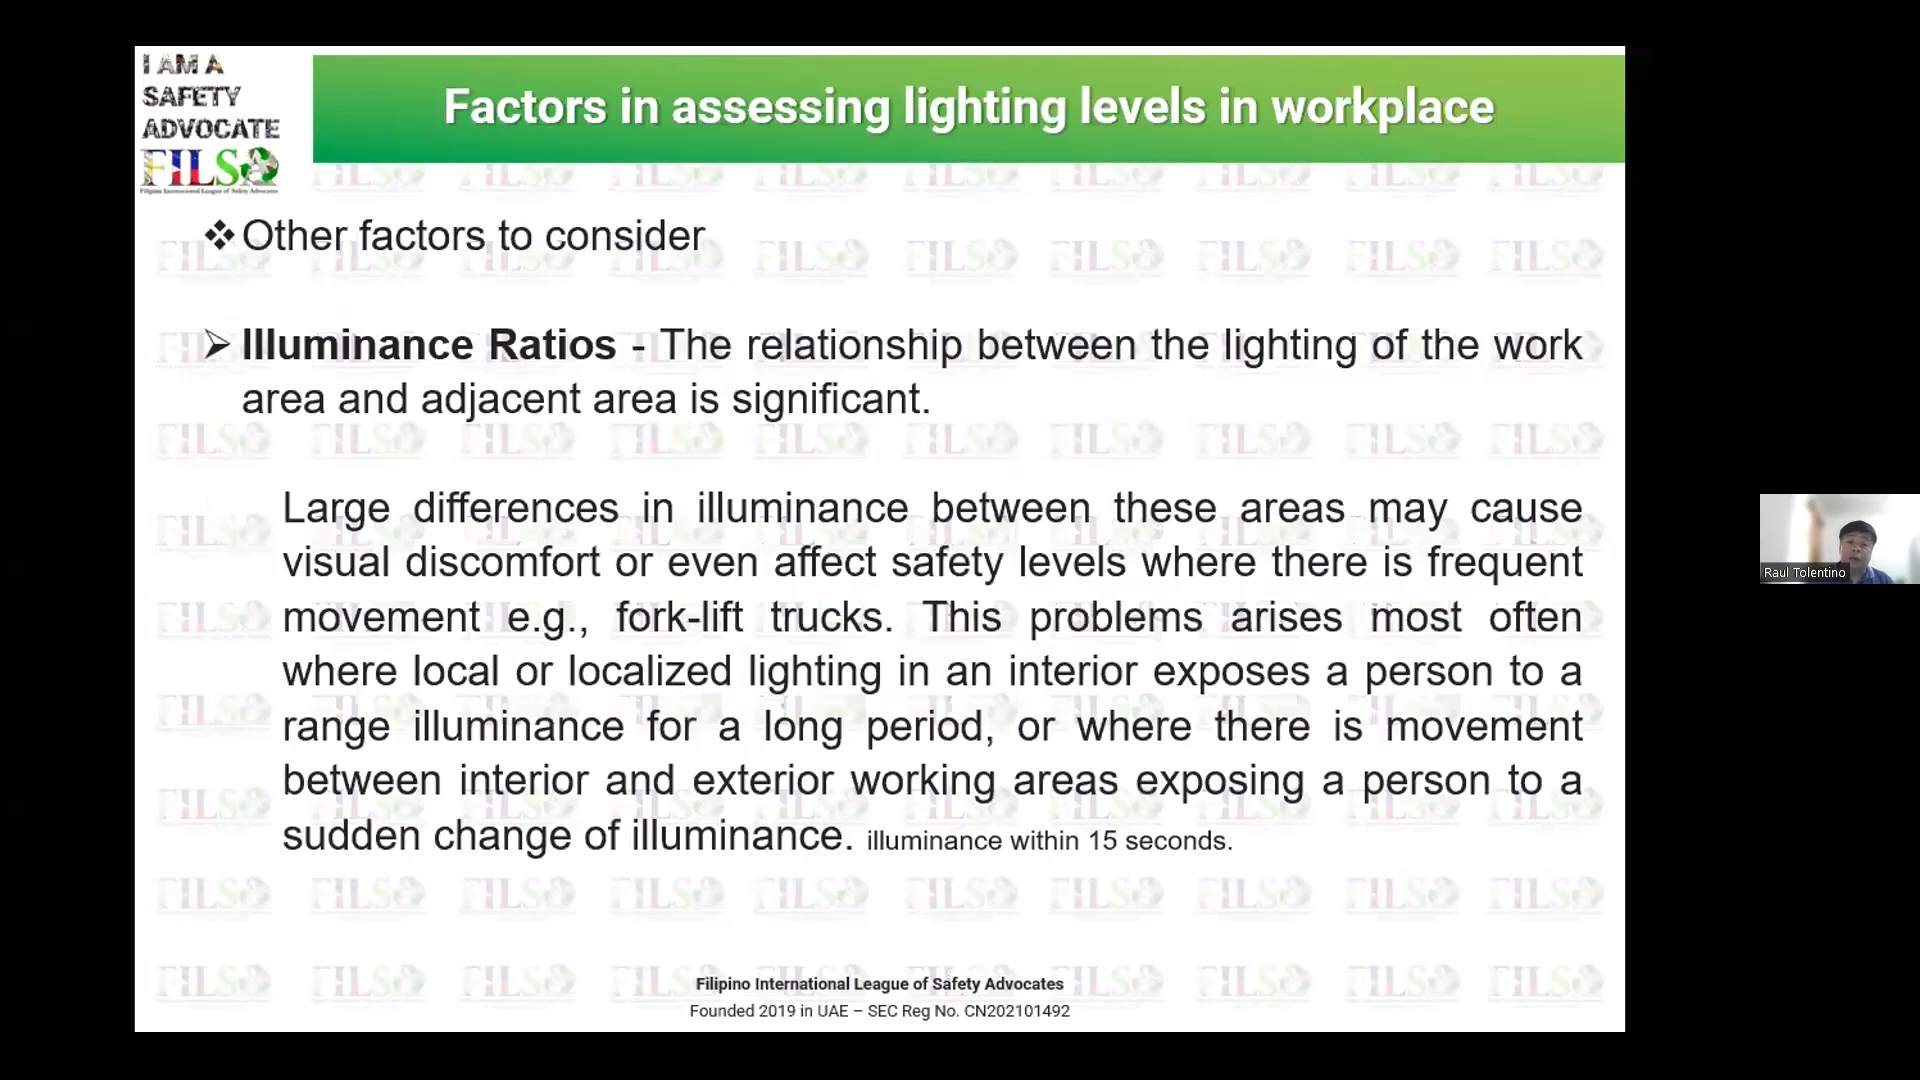 I AM A
SAFETY
ADVOCATE
FILSA
Filipino International League of Safety Advocates
Factors in assessing lighting levels in workplace
❖ Other factors to consider
➢ Illuminance Ratios - The relationship between the lighting of the work
area and adjacent area is significant.
Large differences in illuminance between these areas may cause
visual discomfort or even affect safety levels where there is frequent
movement e.g., fork-lift trucks. This problems arises most often
where local or localized lighting in an interior exposes a person to a
range illuminance for a long period, or where there is movement
between interior and exterior working areas exposing a person to a
sudden change of illuminance. illuminance within 15 seconds.
Filipino International League of Safety Advocates
Founded 2019 in UAE – SEC Reg No. CN202101492
Raul Tolentino